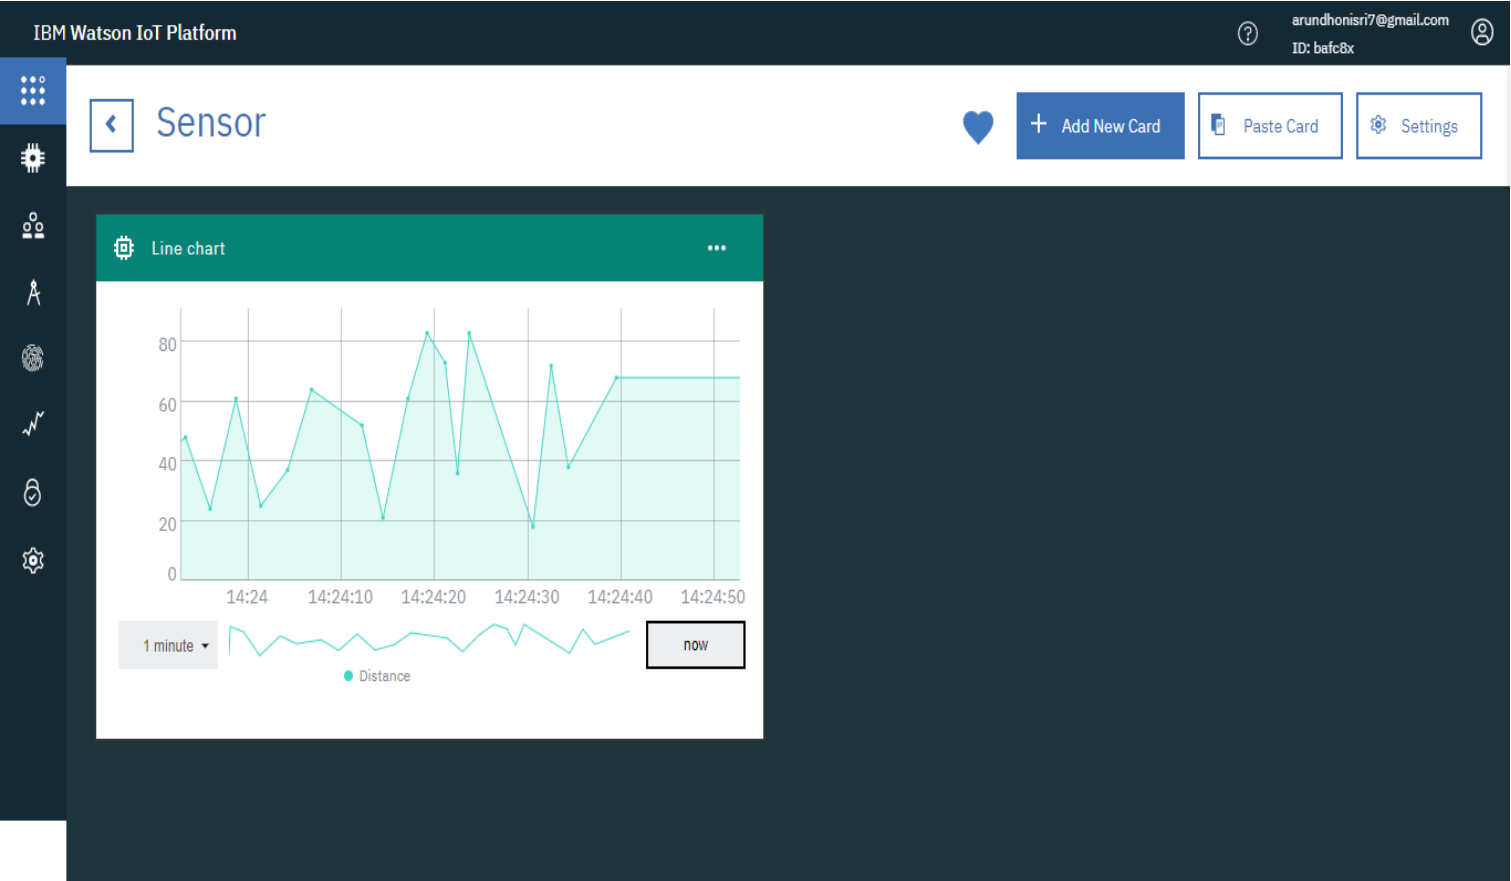 IBM Watson IoT Platform
arundhonisri7@gmail.com
ID: bafc8x
Sensor
Add New Card
Paste Card
Settings
Line chart
80
60
40
20
0
14:24 14:24:10 14:24:20 14:24:30 14:24:40 14:24:50
1 minute
now
Distance